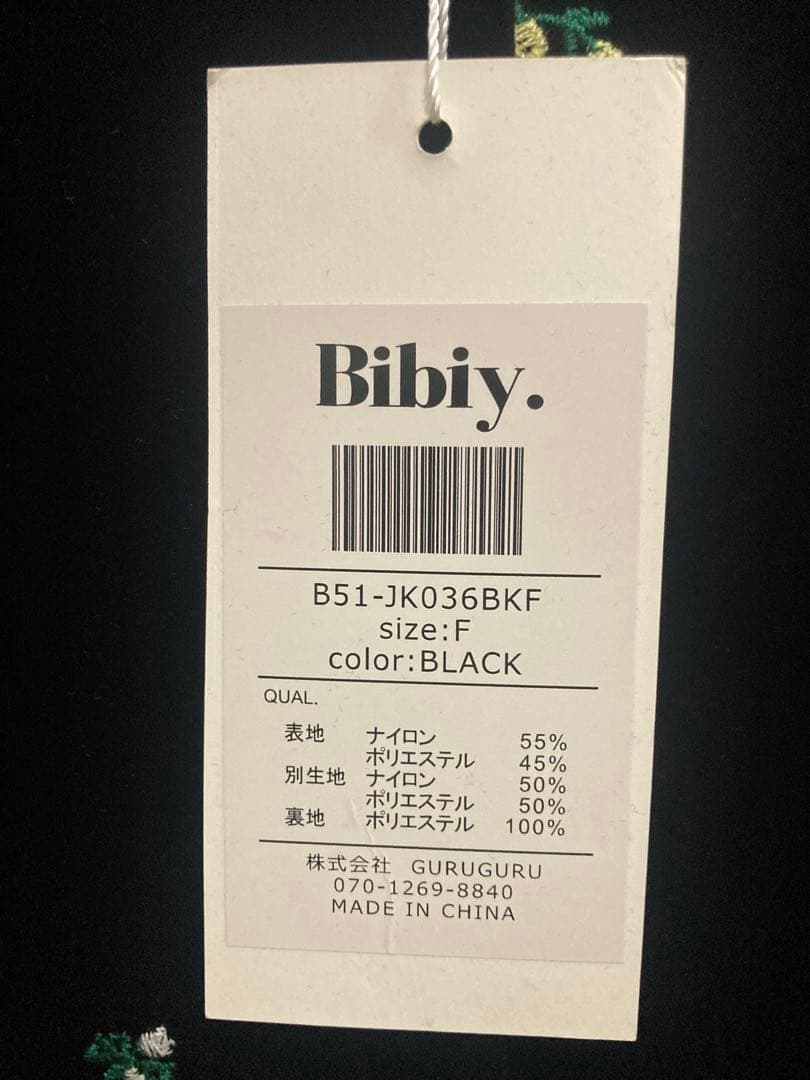 Bibiy.
B51-JK036BKF
size:F
color:BLACK
QUAL.
表地 ナイロン 55%
ポリエステル 45%
別生地 ナイロン 50%
ポリエステル 50%
裏地 ポリエステル 100%
株式会社 GURUGURU
070-1269-8840
MADE IN CHINA